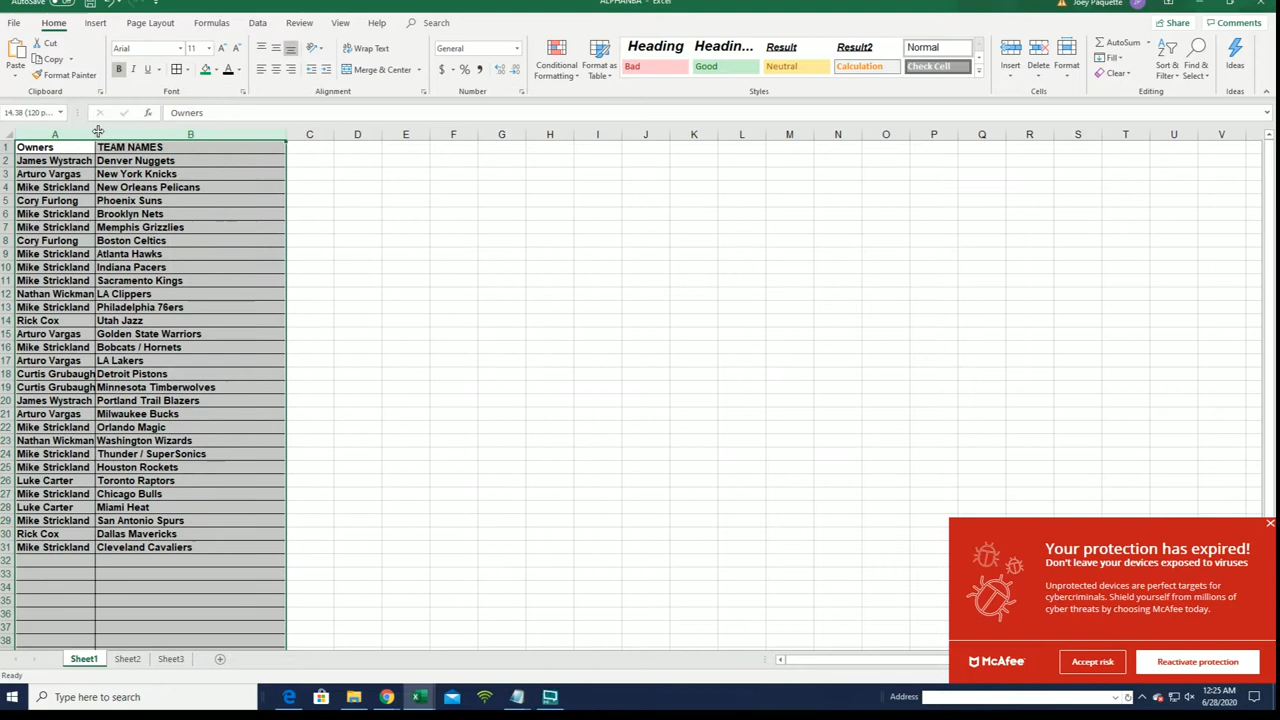 AutoSave Off ALPHANBA - Excel Joey Paquette JP
File Home Insert Page Layout Formulas Data Review View Help Search Share Comments
Paste Cut Copy Format Painter Clipboard
Arial 11 A A B I U A Font
Wrap Text Merge & Center Alignment
General $ % , Number
Conditional Formatting Format as Table
Heading Headin... Result Result2 Normal
Bad Good Neutral Calculation Check Cell
Styles
Insert Delete Format Cells
AutoSum Fill Clear Sort & Filter Find & Select Editing
Ideas Ideas
14.38 (120 p... fx Owners
A B C D E F G H I J K L M N O P Q R S T U V
1 Owners TEAM NAMES
2 James Wystrach Denver Nuggets
3 Arturo Vargas New York Knicks
4 Mike Strickland New Orleans Pelicans
5 Cory Furlong Phoenix Suns
6 Mike Strickland Brooklyn Nets
7 Mike Strickland Memphis Grizzlies
8 Cory Furlong Boston Celtics
9 Mike Strickland Atlanta Hawks
10 Mike Strickland Indiana Pacers
11 Mike Strickland Sacramento Kings
12 Nathan Wickman LA Clippers
13 Mike Strickland Philadelphia 76ers
14 Rick Cox Utah Jazz
15 Arturo Vargas Golden State Warriors
16 Mike Strickland Bobcats / Hornets
17 Arturo Vargas LA Lakers
18 Curtis Grubaugh Detroit Pistons
19 Curtis Grubaugh Minnesota Timberwolves
20 James Wystrach Portland Trail Blazers
21 Arturo Vargas Milwaukee Bucks
22 Mike Strickland Orlando Magic
23 Nathan Wickman Washington Wizards
24 Mike Strickland Thunder / SuperSonics
25 Mike Strickland Houston Rockets
26 Luke Carter Toronto Raptors
27 Mike Strickland Chicago Bulls
28 Luke Carter Miami Heat
29 Mike Strickland San Antonio Spurs
30 Rick Cox Dallas Mavericks
31 Mike Strickland Cleveland Cavaliers
32
33
34
35
36
37
38
Your protection has expired!
Don't leave your devices exposed to viruses
Unprotected devices are perfect targets for
cybercriminals. Shield yourself from millions of
cyber threats by choosing McAfee today.
McAfee Accept risk Reactivate protection
Sheet1 Sheet2 Sheet3
Ready
Type here to search Address 12:25 AM
6/28/2020